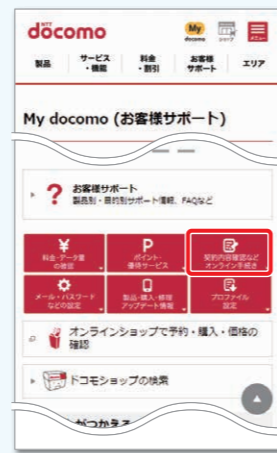 NTT
döcomo
My
docomo
メニュー
製品
サービス
・機能
料金
・割引
お客様
サポート
エリア
My docomo (お客様サポート)
? お客様サポート
製品別・目的別サポート情報、FAQなど
¥
料金・データ量
の確認
P
ポイント・
優待サービス
契約内容確認など
オンライン手続き
メール・パスワード
などの設定
製品・購入・修理
アップデート情報
プロファイル
設定
オンラインショップで予約・購入・価格の
確認
ドコモショップの検索
がつかえる